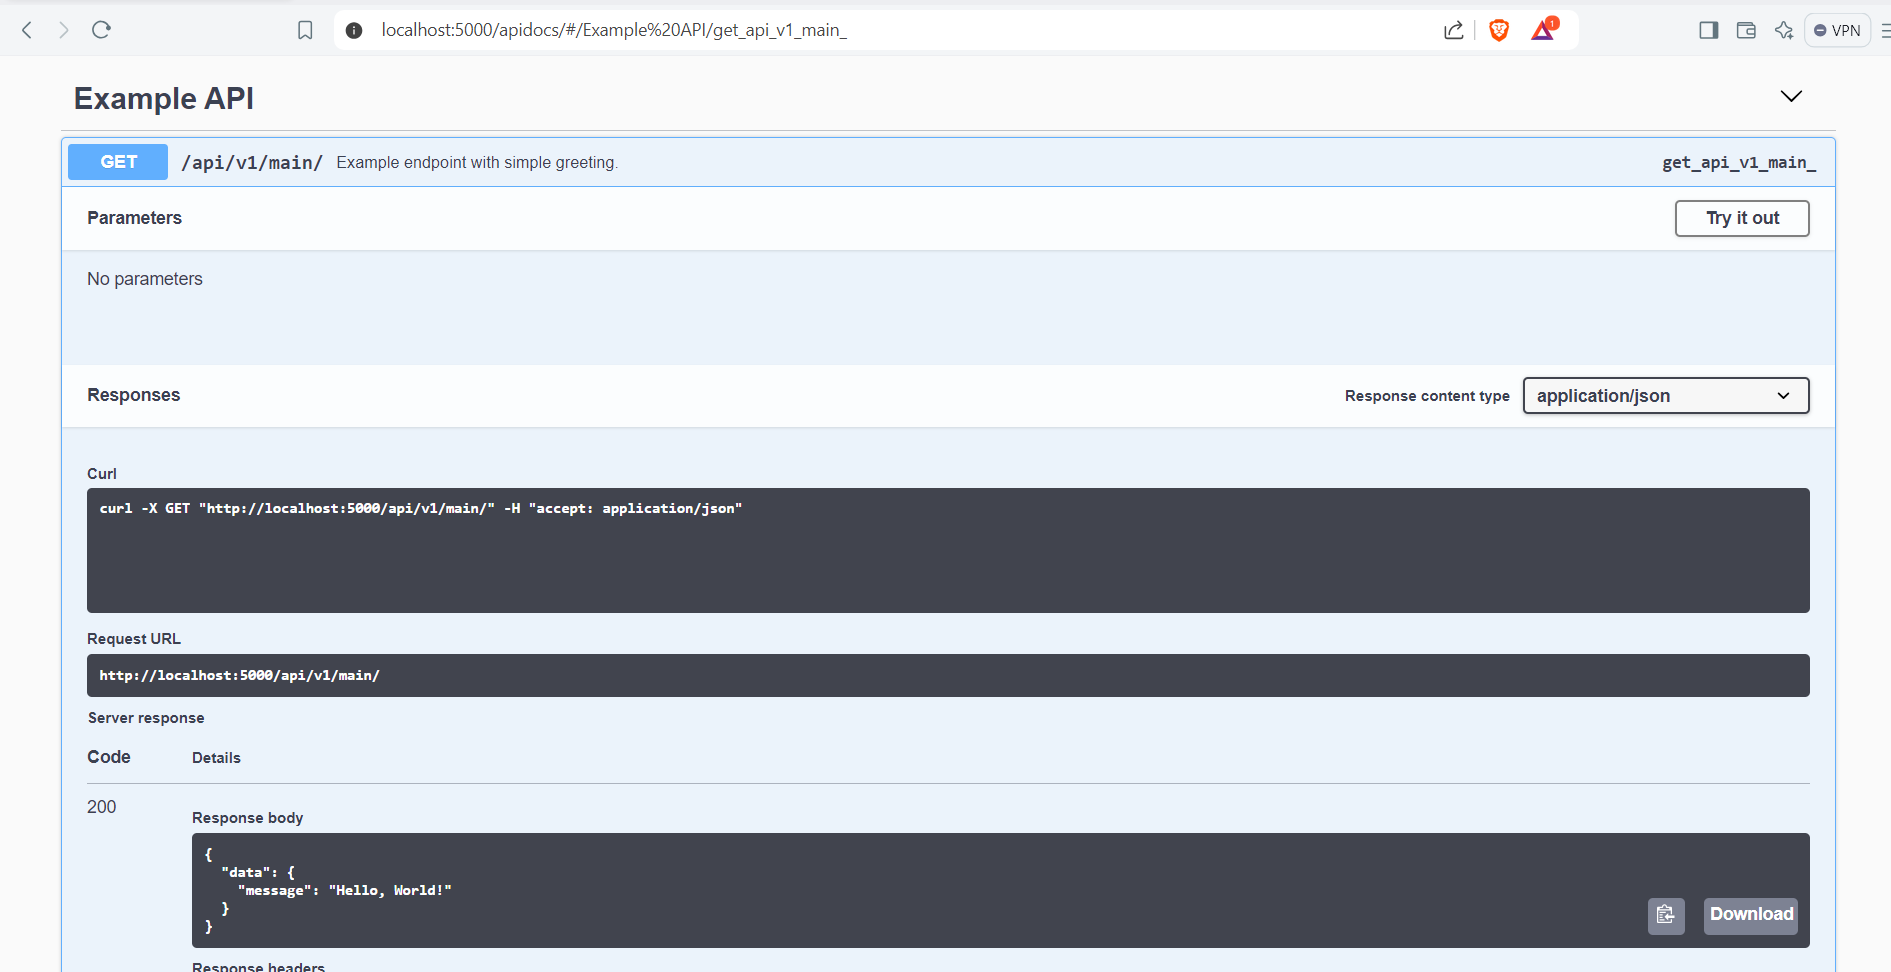 localhost:5000/apidocs/#/Example%20API/get_api_v1_main_
1
VPN
Example API
GET /api/v1/main/ Example endpoint with simple greeting. get_api_v1_main_
Parameters Try it out
No parameters
Responses Response content type application/json
Curl
curl -X GET "http://localhost:5000/api/v1/main/" -H "accept: application/json"
Request URL
http://localhost:5000/api/v1/main/
Server response
Code Details
200
Response body
{
  "data": {
    "message": "Hello, World!"
  }
}
Download
Response headers